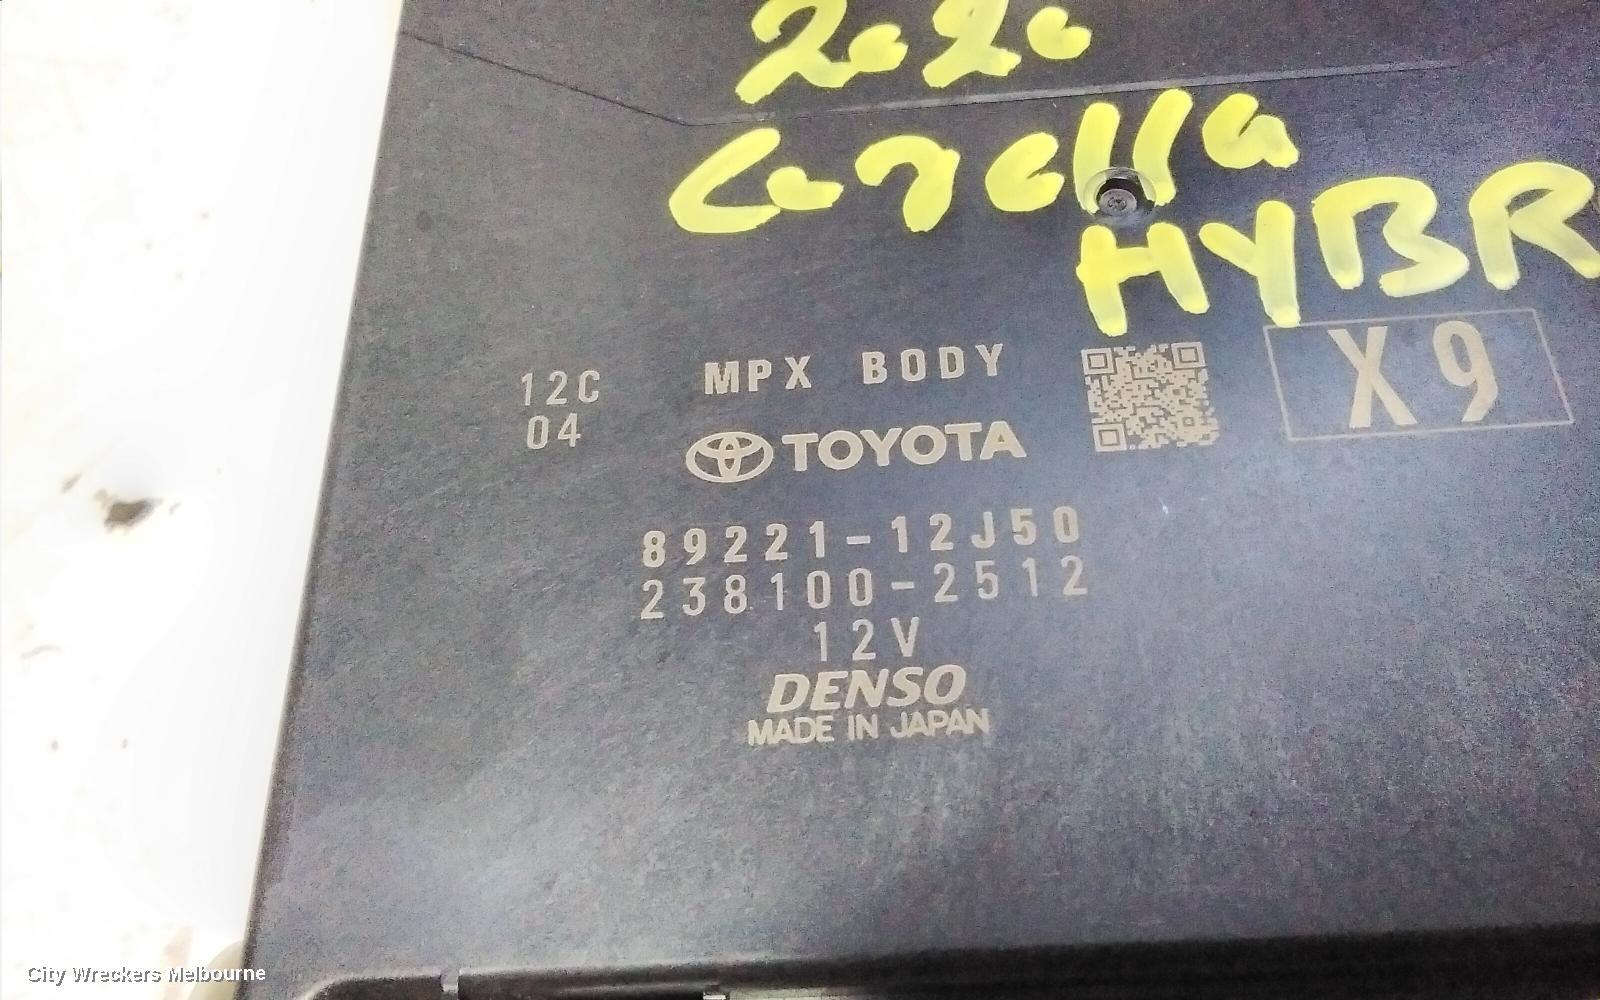 2020
Corolla
HYBR
12C
04
MPX BODY
X9
TOYOTA
89221-12J50
238100-2512
12V
DENSO
MADE IN JAPAN
City Wreckers Melbourne